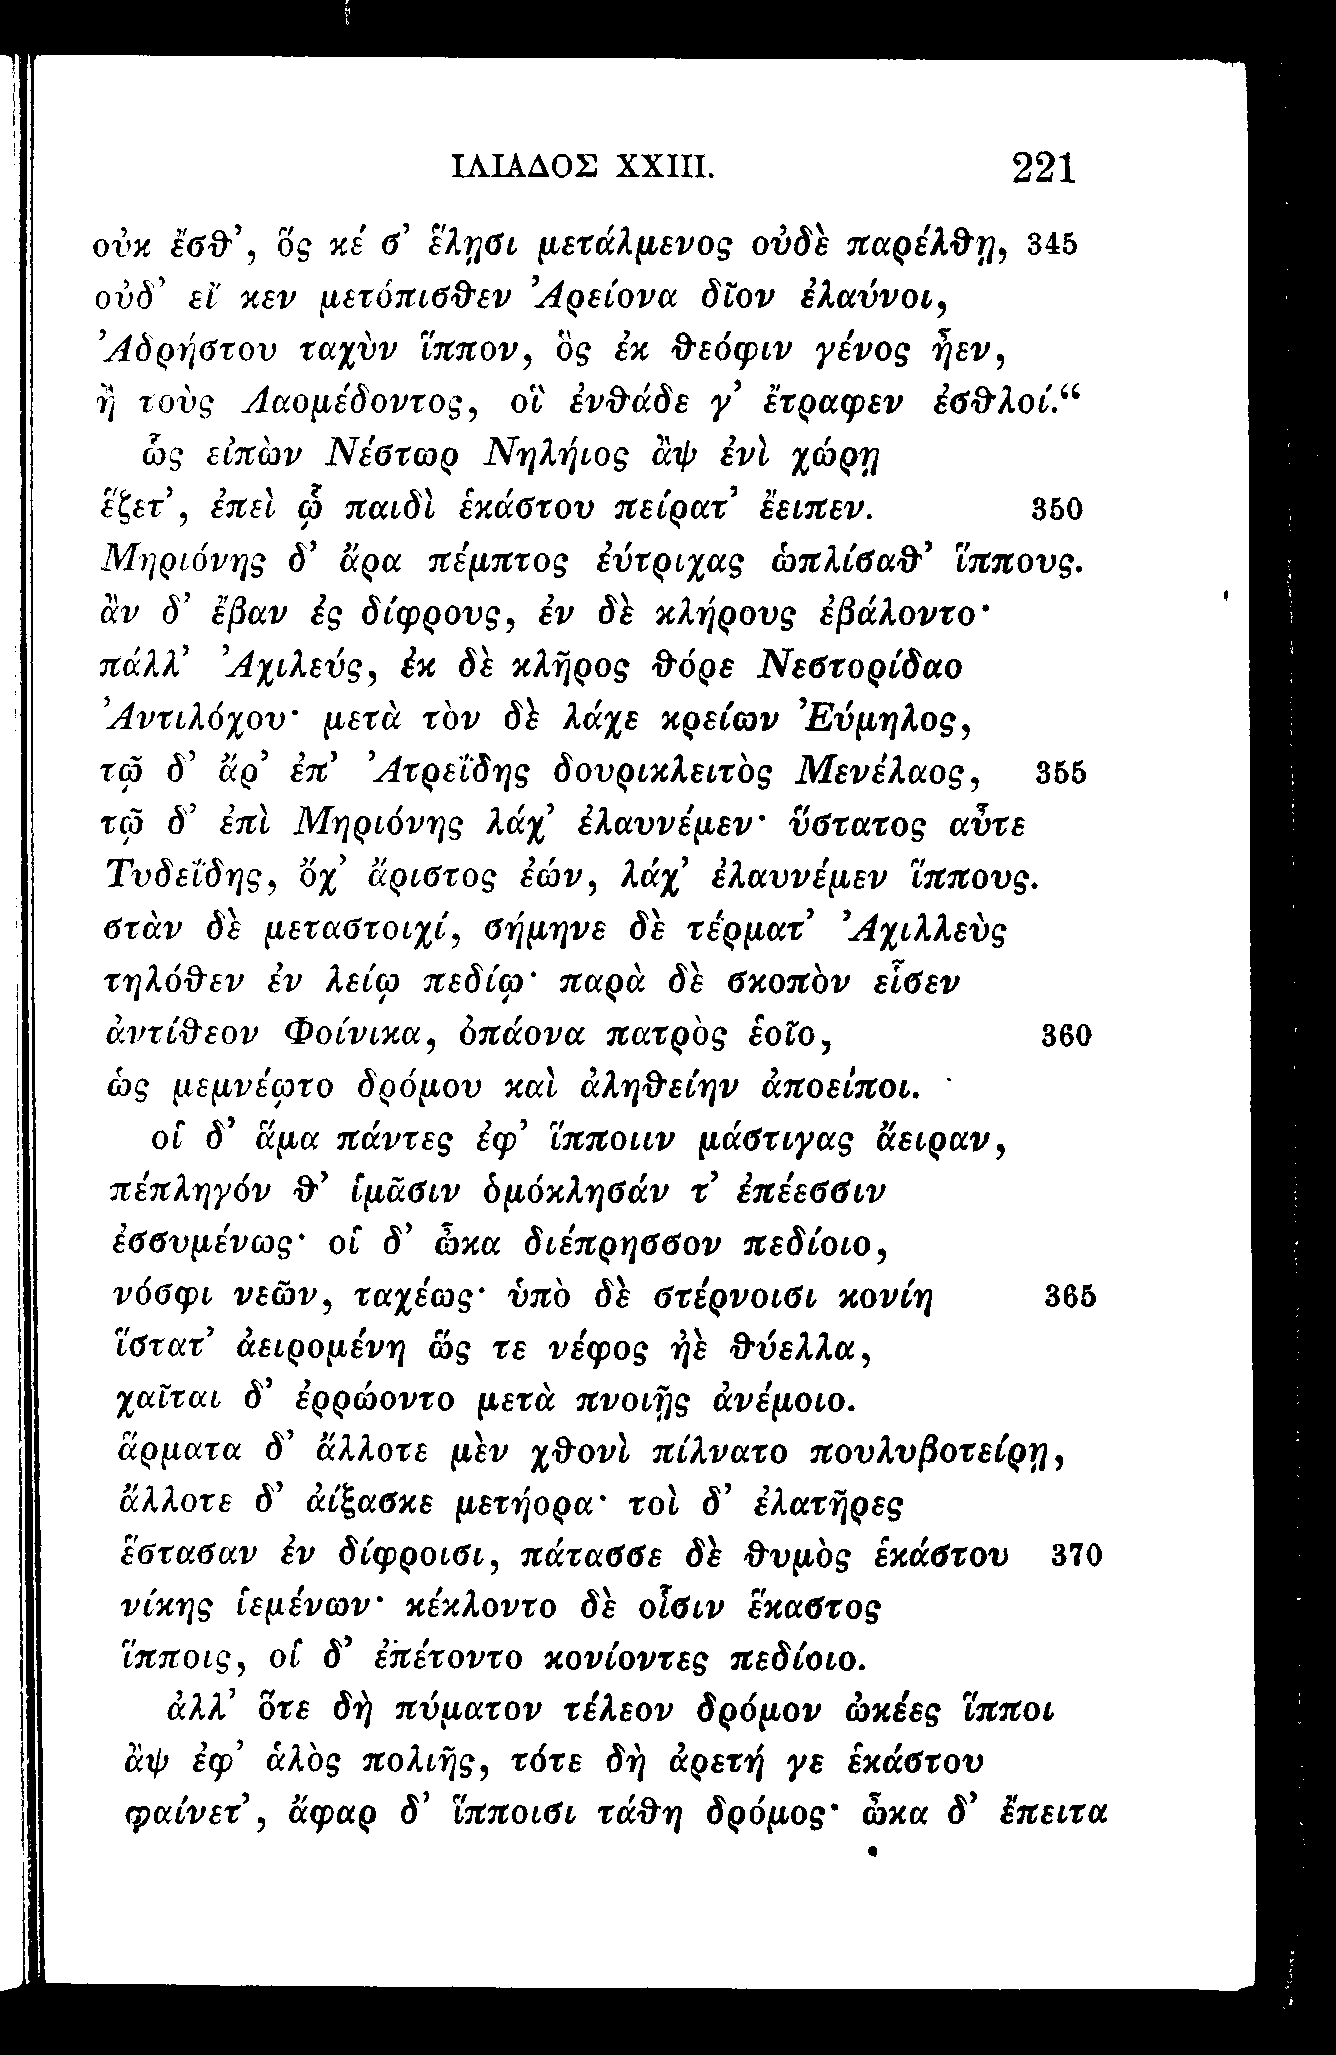 ΙΛΙΑΔΟΣ XXIII. 221
οὐκ ἔσϑ’, ὅς κέ σ’ ἕλῃσι μετάλμενος οὐδὲ παρέλϑῃ, 345
οὐδ’ εἴ κεν μετόπισϑεν Ἀρείονα δῖον ἐλαύνοι,
Ἀδρήστου ταχὺν ἵππον, ὃς ἐκ ϑεόφιν γένος ἦεν,
ἢ τοὺς Λαομέδοντος, οἳ ἐνϑάδε γ’ ἔτραφεν ἐσϑλοί.“
ὣς εἰπὼν Νέστωρ Νηλήιος ἂψ ἐνὶ χώρῃ
ἕζετ’, ἐπεὶ ᾧ παιδὶ ἑκάστου πείρατ’ ἔειπεν. 350
Μηριόνης δ’ ἄρα πέμπτος ἐύτριχας ὡπλίσαϑ’ ἵππους.
ἂν δ’ ἔβαν ἐς δίφρους, ἐν δὲ κλήρους ἐβάλοντο·
πάλλ’ Ἀχιλεύς, ἐκ δὲ κλῆρος ϑόρε Νεστορίδαο
Ἀντιλόχου· μετὰ τὸν δὲ λάχε κρείων Ἐύμηλος,
τῷ δ’ ἄρ’ ἐπ’ Ἀτρεΐδης δουρικλειτὸς Μενέλαος, 355
τῷ δ’ ἐπὶ Μηριόνης λάχ’ ἐλαυνέμεν· ὕστατος αὖτε
Τυδεΐδης, ὄχ’ ἄριστος ἐών, λάχ’ ἐλαυνέμεν ἵππους.
στὰν δὲ μεταστοιχί, σήμηνε δὲ τέρματ’ Ἀχιλλεὺς
τηλόϑεν ἐν λείῳ πεδίῳ· παρὰ δὲ σκοπὸν εἷσεν
ἀντίϑεον Φοίνικα, ὀπάονα πατρὸς ἑοῖο, 360
ὡς μεμνέῳτο δρόμου καὶ ἀληϑείην ἀποείποι.
οἳ δ’ ἅμα πάντες ἐφ’ ἵπποιιν μάστιγας ἄειραν,
πέπληγόν ϑ’ ἱμᾶσιν ὁμόκλησάν τ’ ἐπέεσσιν
ἐσσυμένως· οἳ δ’ ὦκα διέπρησσον πεδίοιο,
νόσφι νεῶν, ταχέως· ὑπὸ δὲ στέρνοισι κονίη 365
ἵστατ’ ἀειρομένη ὥς τε νέφος ἠὲ ϑύελλα,
χαῖται δ’ ἐρρώοντο μετὰ πνοιῇς ἀνέμοιο.
ἅρματα δ’ ἄλλοτε μὲν χϑονὶ πίλνατο πουλυβοτείρῃ,
ἄλλοτε δ’ ἀίξασκε μετήορα· τοὶ δ’ ἐλατῆρες
ἕστασαν ἐν δίφροισι, πάτασσε δὲ ϑυμὸς ἑκάστου 370
νίκης ἱεμένων· κέκλοντο δὲ οἷσιν ἕκαστος
ἵπποις, οἳ δ’ ἐπέτοντο κονίοντες πεδίοιο.
ἀλλ’ ὅτε δὴ πύματον τέλεον δρόμον ὠκέες ἵπποι
ἂψ ἐφ’ ἁλὸς πολιῆς, τότε δὴ ἀρετή γε ἑκάστου
φαίνετ’, ἄφαρ δ’ ἵπποισι τάϑη δρόμος· ὦκα δ’ ἔπειτα